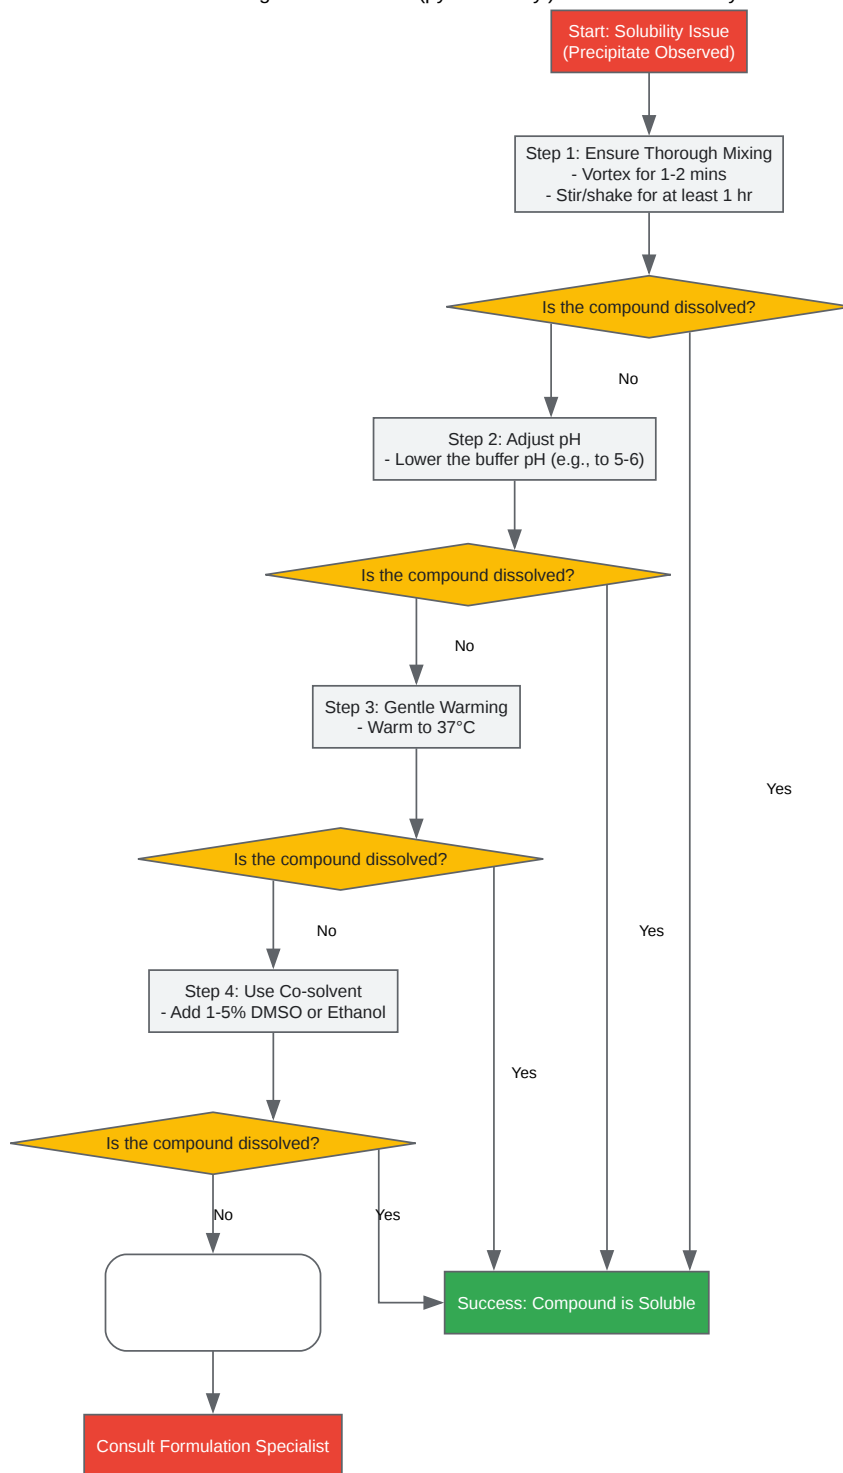 Start: Solubility Issue
(Precipitate Observed)
Step 1: Ensure Thorough Mixing
- Vortex for 1-2 mins
- Stir/shake for at least 1 hr
Is the compound dissolved?
No
Step 2: Adjust pH
- Lower the buffer pH (e.g., to 5-6)
Is the compound dissolved?
No
Step 3: Gentle Warming
- Warm to 37°C
Yes
Is the compound dissolved?
No
Yes
Step 4: Use Co-solvent
- Add 1-5% DMSO or Ethanol
Yes
Is the compound dissolved?
No
Yes
Success: Compound is Soluble
Consult Formulation Specialist